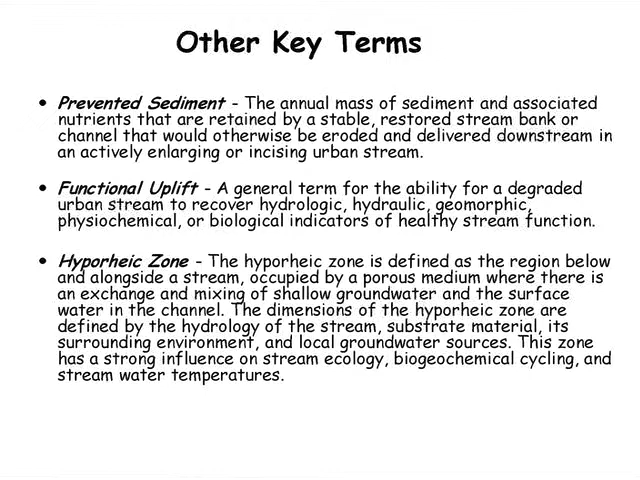 Other Key Terms
• Prevented Sediment - The annual mass of sediment and associated
nutrients that are retained by a stable, restored stream bank or
channel that would otherwise be eroded and delivered downstream in
an actively enlarging or incising urban stream.
• Functional Uplift - A general term for the ability for a degraded
urban stream to recover hydrologic, hydraulic, geomorphic,
physiochemical, or biological indicators of healthy stream function.
• Hyporheic Zone - The hyporheic zone is defined as the region below
and alongside a stream, occupied by a porous medium where there is
an exchange and mixing of shallow groundwater and the surface
water in the channel. The dimensions of the hyporheic zone are
defined by the hydrology of the stream, substrate material, its
surrounding environment, and local groundwater sources. This zone
has a strong influence on stream ecology, biogeochemical cycling, and
stream water temperatures.